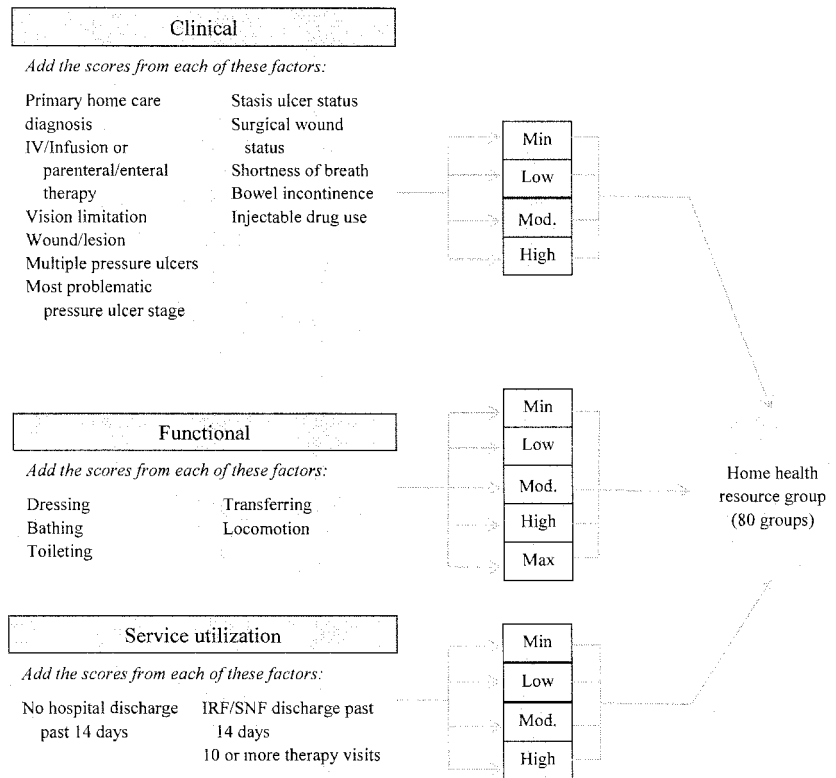 Clinical
Add the scores from each of these factors:
Primary home care
diagnosis
IV/Infusion or
parenteral/enteral
therapy
Vision limitation
Wound/lesion
Multiple pressure ulcers
Most problematic
pressure ulcer stage
Stasis ulcer status
Surgical wound
status
Shortness of breath
Bowel incontinence
Injectable drug use
Min
Low
Mod.
High
Functional
Add the scores from each of these factors:
Dressing
Bathing
Toileting
Transferring
Locomotion
Min
Low
Mod.
High
Max
Home health
resource group
(80 groups)
Service utilization
Add the scores from each of these factors:
No hospital discharge
past 14 days
IRF/SNF discharge past
14 days
10 or more therapy visits
Min
Low
Mod.
High